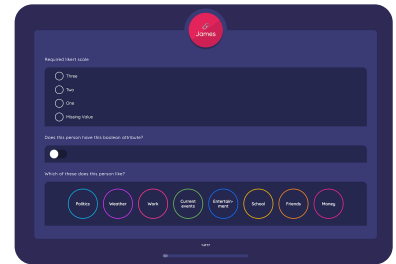 James
Required likert scale
Three
Two
One
Missing Value
Does this person have this boolean attribute?
Which of these does this person like?
Politics
Weather
Work
Current
events
Entertain-
ment
School
Friends
Money